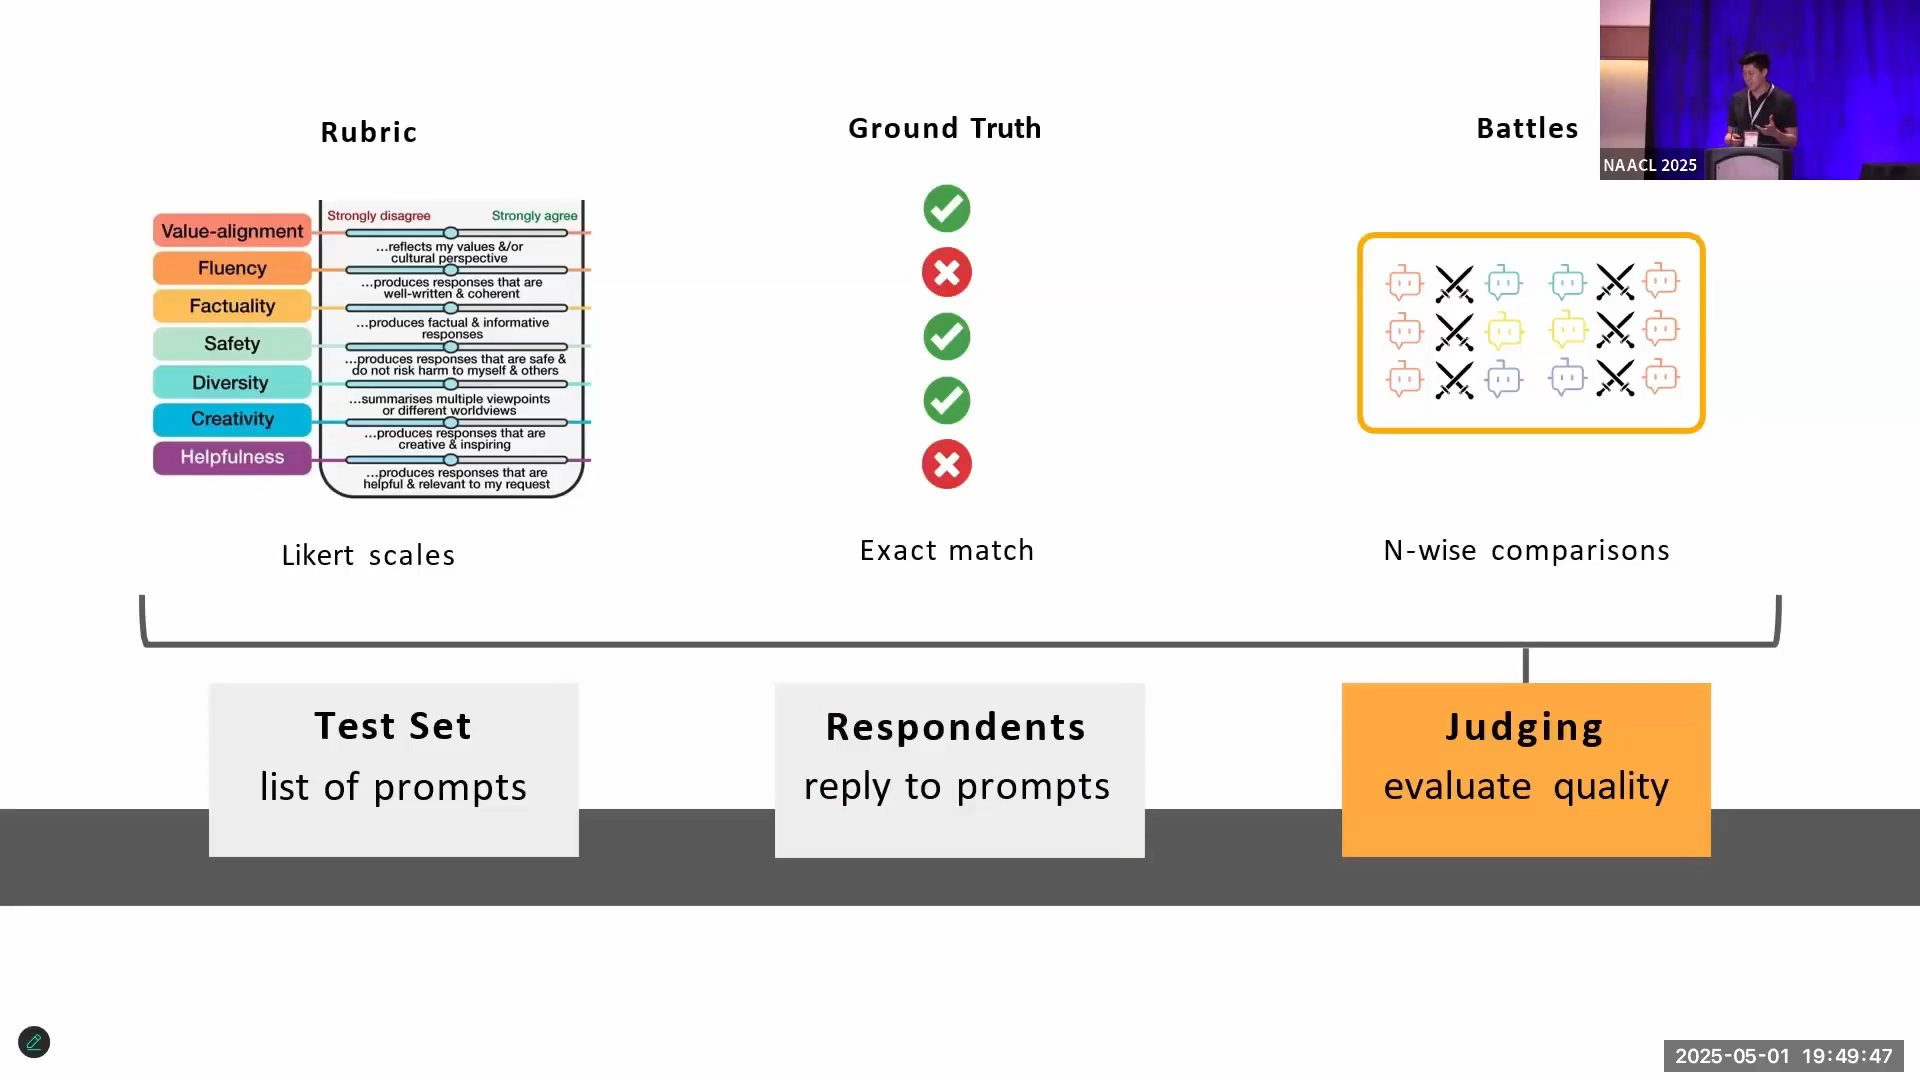 Rubric
Ground Truth
Battles
NAACL 2025
Strongly disagree
Strongly agree
Value-alignment
...reflects my values &/or
cultural perspective
Fluency
...produces responses that are
well-written & coherent
Factuality
...produces factual & informative
responses
Safety
...produces responses that are safe &
do not risk harm to myself & others
Diversity
...summarises multiple viewpoints
or different worldviews
Creativity
...produces responses that are
creative & inspiring
Helpfulness
...produces responses that are
helpful & relevant to my request
Likert scales
Exact match
N-wise comparisons
Test Set
list of prompts
Respondents
reply to prompts
Judging
evaluate quality
2025-05-01 19:49:47